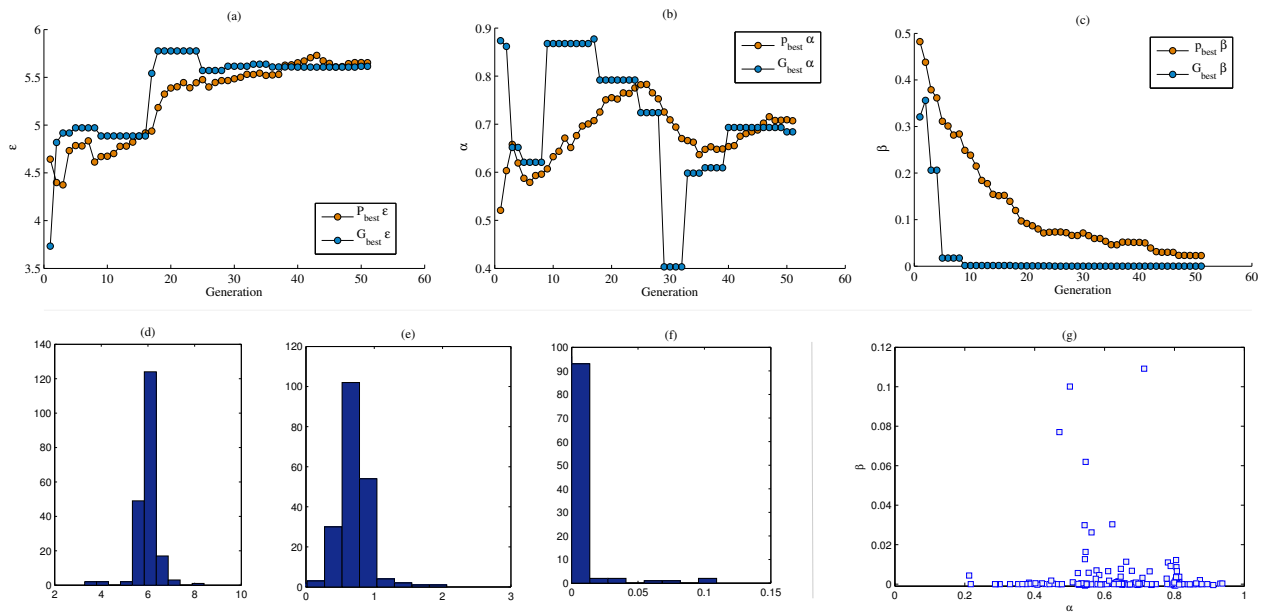 (a)
6
5.5
5
4.5
4
3.5
ε
0 10 20 30 40 50 60
Generation
P_best ε
G_best ε
(b)
0.9
0.8
0.7
0.6
0.5
0.4
α
0 10 20 30 40 50 60
Generation
p_best α
G_best α
(c)
0.5
0.4
0.3
0.2
0.1
0
β
0 10 20 30 40 50 60
Generation
p_best β
G_best β
(d)
140
120
100
80
60
40
20
0
2 4 6 8 10
(e)
120
100
80
60
40
20
0
0 1 2 3
(f)
100
90
80
70
60
50
40
30
20
10
0
0 0.05 0.1 0.15
(g)
0.12
0.1
0.08
0.06
0.04
0.02
0
β
0 0.2 0.4 0.6 0.8 1
α